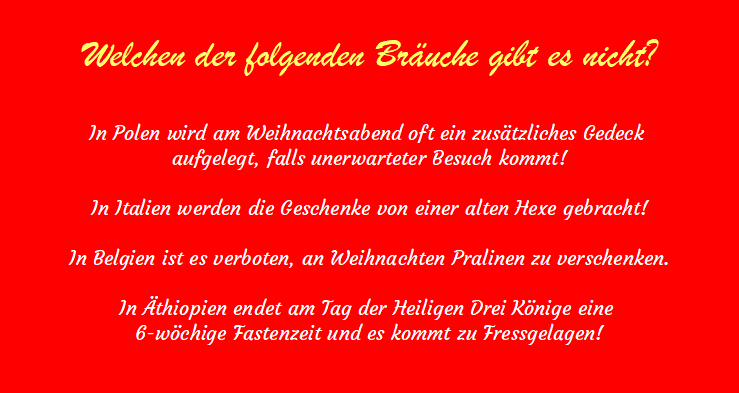 Welchen der folgenden Bräuche gibt es nicht?
In Polen wird am Weihnachtsabend oft ein zusätzliches Gedeck
aufgelegt, falls unerwarteter Besuch kommt!
In Italien werden die Geschenke von einer alten Hexe gebracht!
In Belgien ist es verboten, an Weihnachten Pralinen zu verschenken.
In Äthiopien endet am Tag der Heiligen Drei Könige eine
6-wöchige Fastenzeit und es kommt zu Fressgelagen!